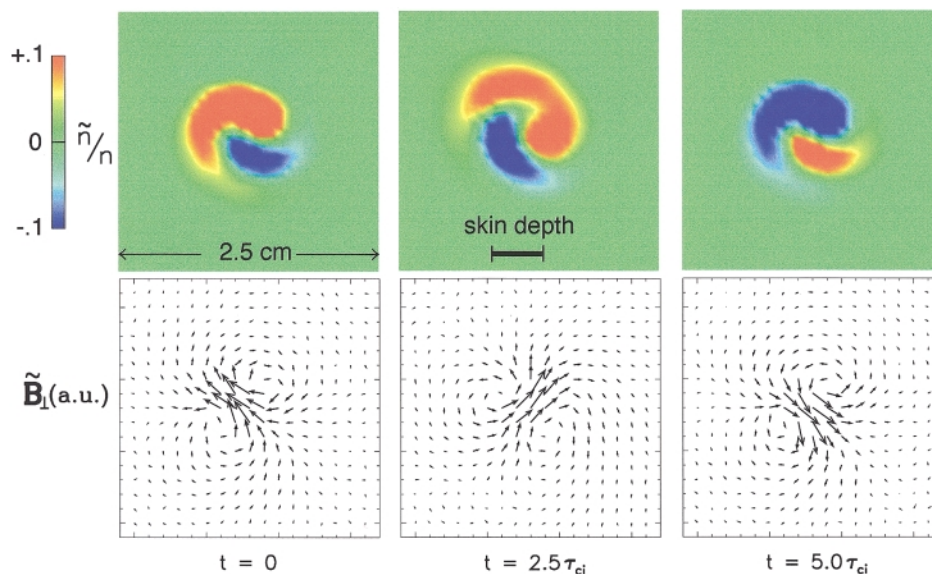 +.1
0
-.1
ñ/n
2.5 cm
skin depth
B̃⊥(a.u.)
t = 0
t = 2.5τci
t = 5.0τci